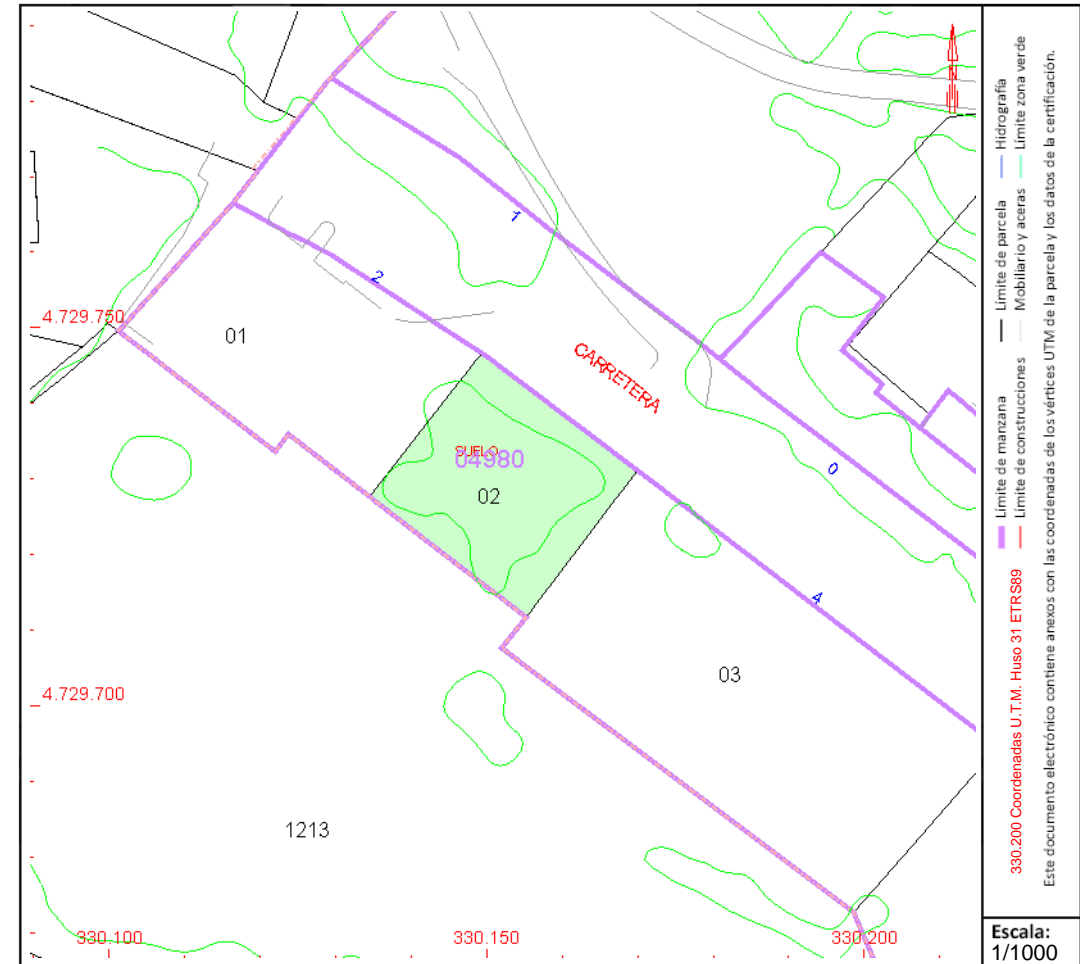 1
2
4.729.750
01
CARRETERA
SUELO
04980
02
0
4
03
4.729.700
1213
330.100
330.150
330.200
330.200 Coordenadas U.T.M. Huso 31 ETRS89
Límite de manzana
Límite de parcela
Hidrografía
Límite de construcciones
Mobiliario y aceras
Límite zona verde
Este documento electrónico contiene anexos con las coordenadas de los vértices UTM de la parcela y los datos de la certificación.
Escala:
1/1000